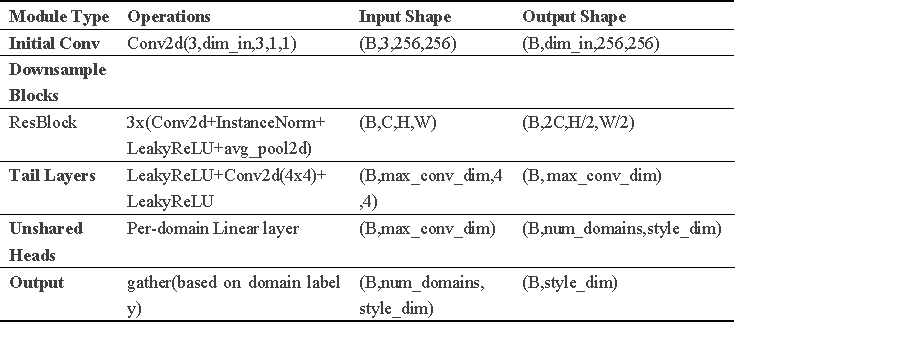 Module Type Operations Input Shape Output Shape
Initial Conv Conv2d(3,dim_in,3,1,1) (B,3,256,256) (B,dim_in,256,256)
Downsample
Blocks
ResBlock 3x(Conv2d+InstanceNorm+ (B,C,H,W) (B,2C,H/2,W/2)
LeakyReLU+avg_pool2d)
Tail Layers LeakyReLU+Conv2d(4x4)+ (B,max_conv_dim,4 (B, max_conv_dim)
LeakyReLU ,4)
Unshared Per-domain Linear layer (B,max_conv_dim) (B,num_domains,style_dim)
Heads
Output gather(based on domain label (B,num_domains, (B,style_dim)
y) style_dim)